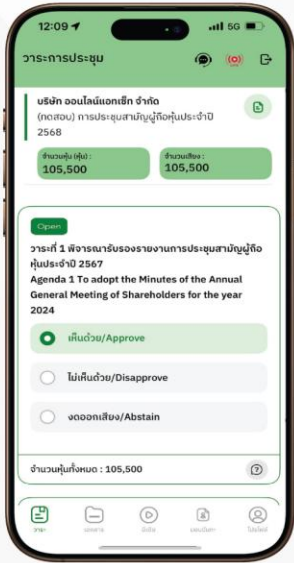 12:09
5G
วาระการประชุม
บริษัท ออนไลน์แอทเซ็ท จำกัด
(ทดสอบ) การประชุมสามัญผู้ถือหุ้นประจำปี
2568
จำนวนหุ้น (หุ้น) :
105,500
จำนวนเสียง :
105,500
Open
วาระที่ 1 พิจารณารับรองรายงานการประชุมสามัญผู้ถือ
หุ้นประจำปี 2567
Agenda 1 To adopt the Minutes of the Annual
General Meeting of Shareholders for the year
2024
เห็นด้วย/Approve
ไม่เห็นด้วย/Disapprove
งดออกเสียง/Abstain
จำนวนหุ้นทั้งหมด : 105,500
วาระ